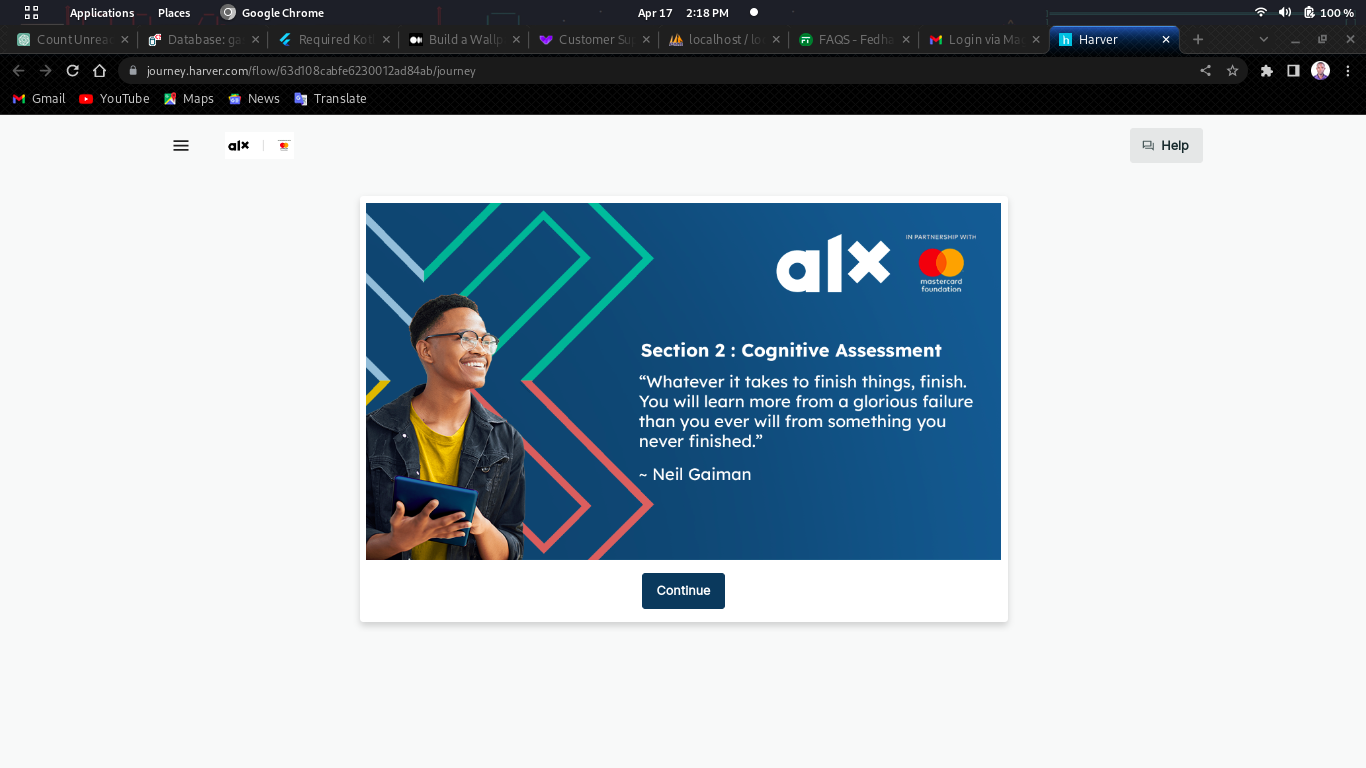 Applications Places Google Chrome Apr 17 2:18 PM 100 %
Count Unrea Database: ga Required Kotl Build a Wallp Customer Su localhost / lo FAQS – Fedha Login via Ma Harver
journey.harver.com/flow/63d108cabfe6230012ad84ab/journey
Gmail YouTube Maps News Translate
alx Help
alx IN PARTNERSHIP WITH
mastercard
foundation
Section 2 : Cognitive Assessment
“Whatever it takes to finish things, finish.
You will learn more from a glorious failure
than you ever will from something you
never finished.”
~ Neil Gaiman
Continue